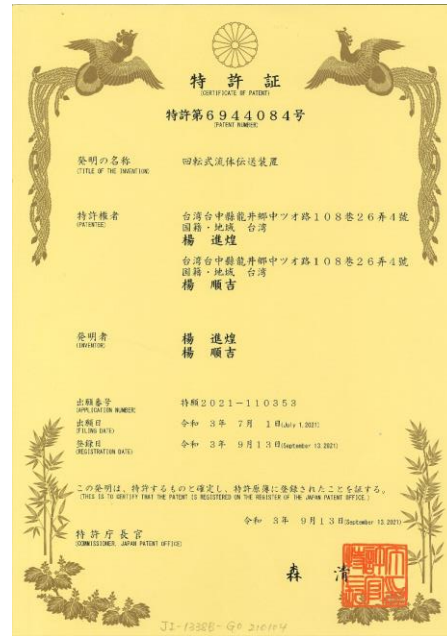 特許証
(CERTIFICATE OF PATENT)
特許第6944084号
(PATENT NUMBER)
発明の名称
(TITLE OF THE INVENTION)
回転式流体伝送装置
特許権者
(PATENTEE)
台湾台中縣龍井郷中ツオ路108巷26弄4號
国籍・地域 台湾
楊 進煌
台湾台中縣龍井郷中ツオ路108巷26弄4號
国籍・地域 台湾
楊 順吉
発明者
(INVENTOR)
楊 進煌
楊 順吉
出願番号
(APPLICATION NUMBER)
特願2021-110353
出願日
(FILING DATE)
令和 3年 7月 1日(July 1,2021)
登録日
(REGISTRATION DATE)
令和 3年 9月13日(September 13,2021)
この発明は、特許するものと確定し、特許原簿に登録されたことを証する。
(THIS IS TO CERTIFY THAT THE PATENT IS REGISTERED ON THE REGISTER OF THE JAPAN PATENT OFFICE.)
令和 3年 9月13日(September 13,2021)
特許庁長官
(COMMISSIONER, JAPAN PATENT OFFICE)
森 清